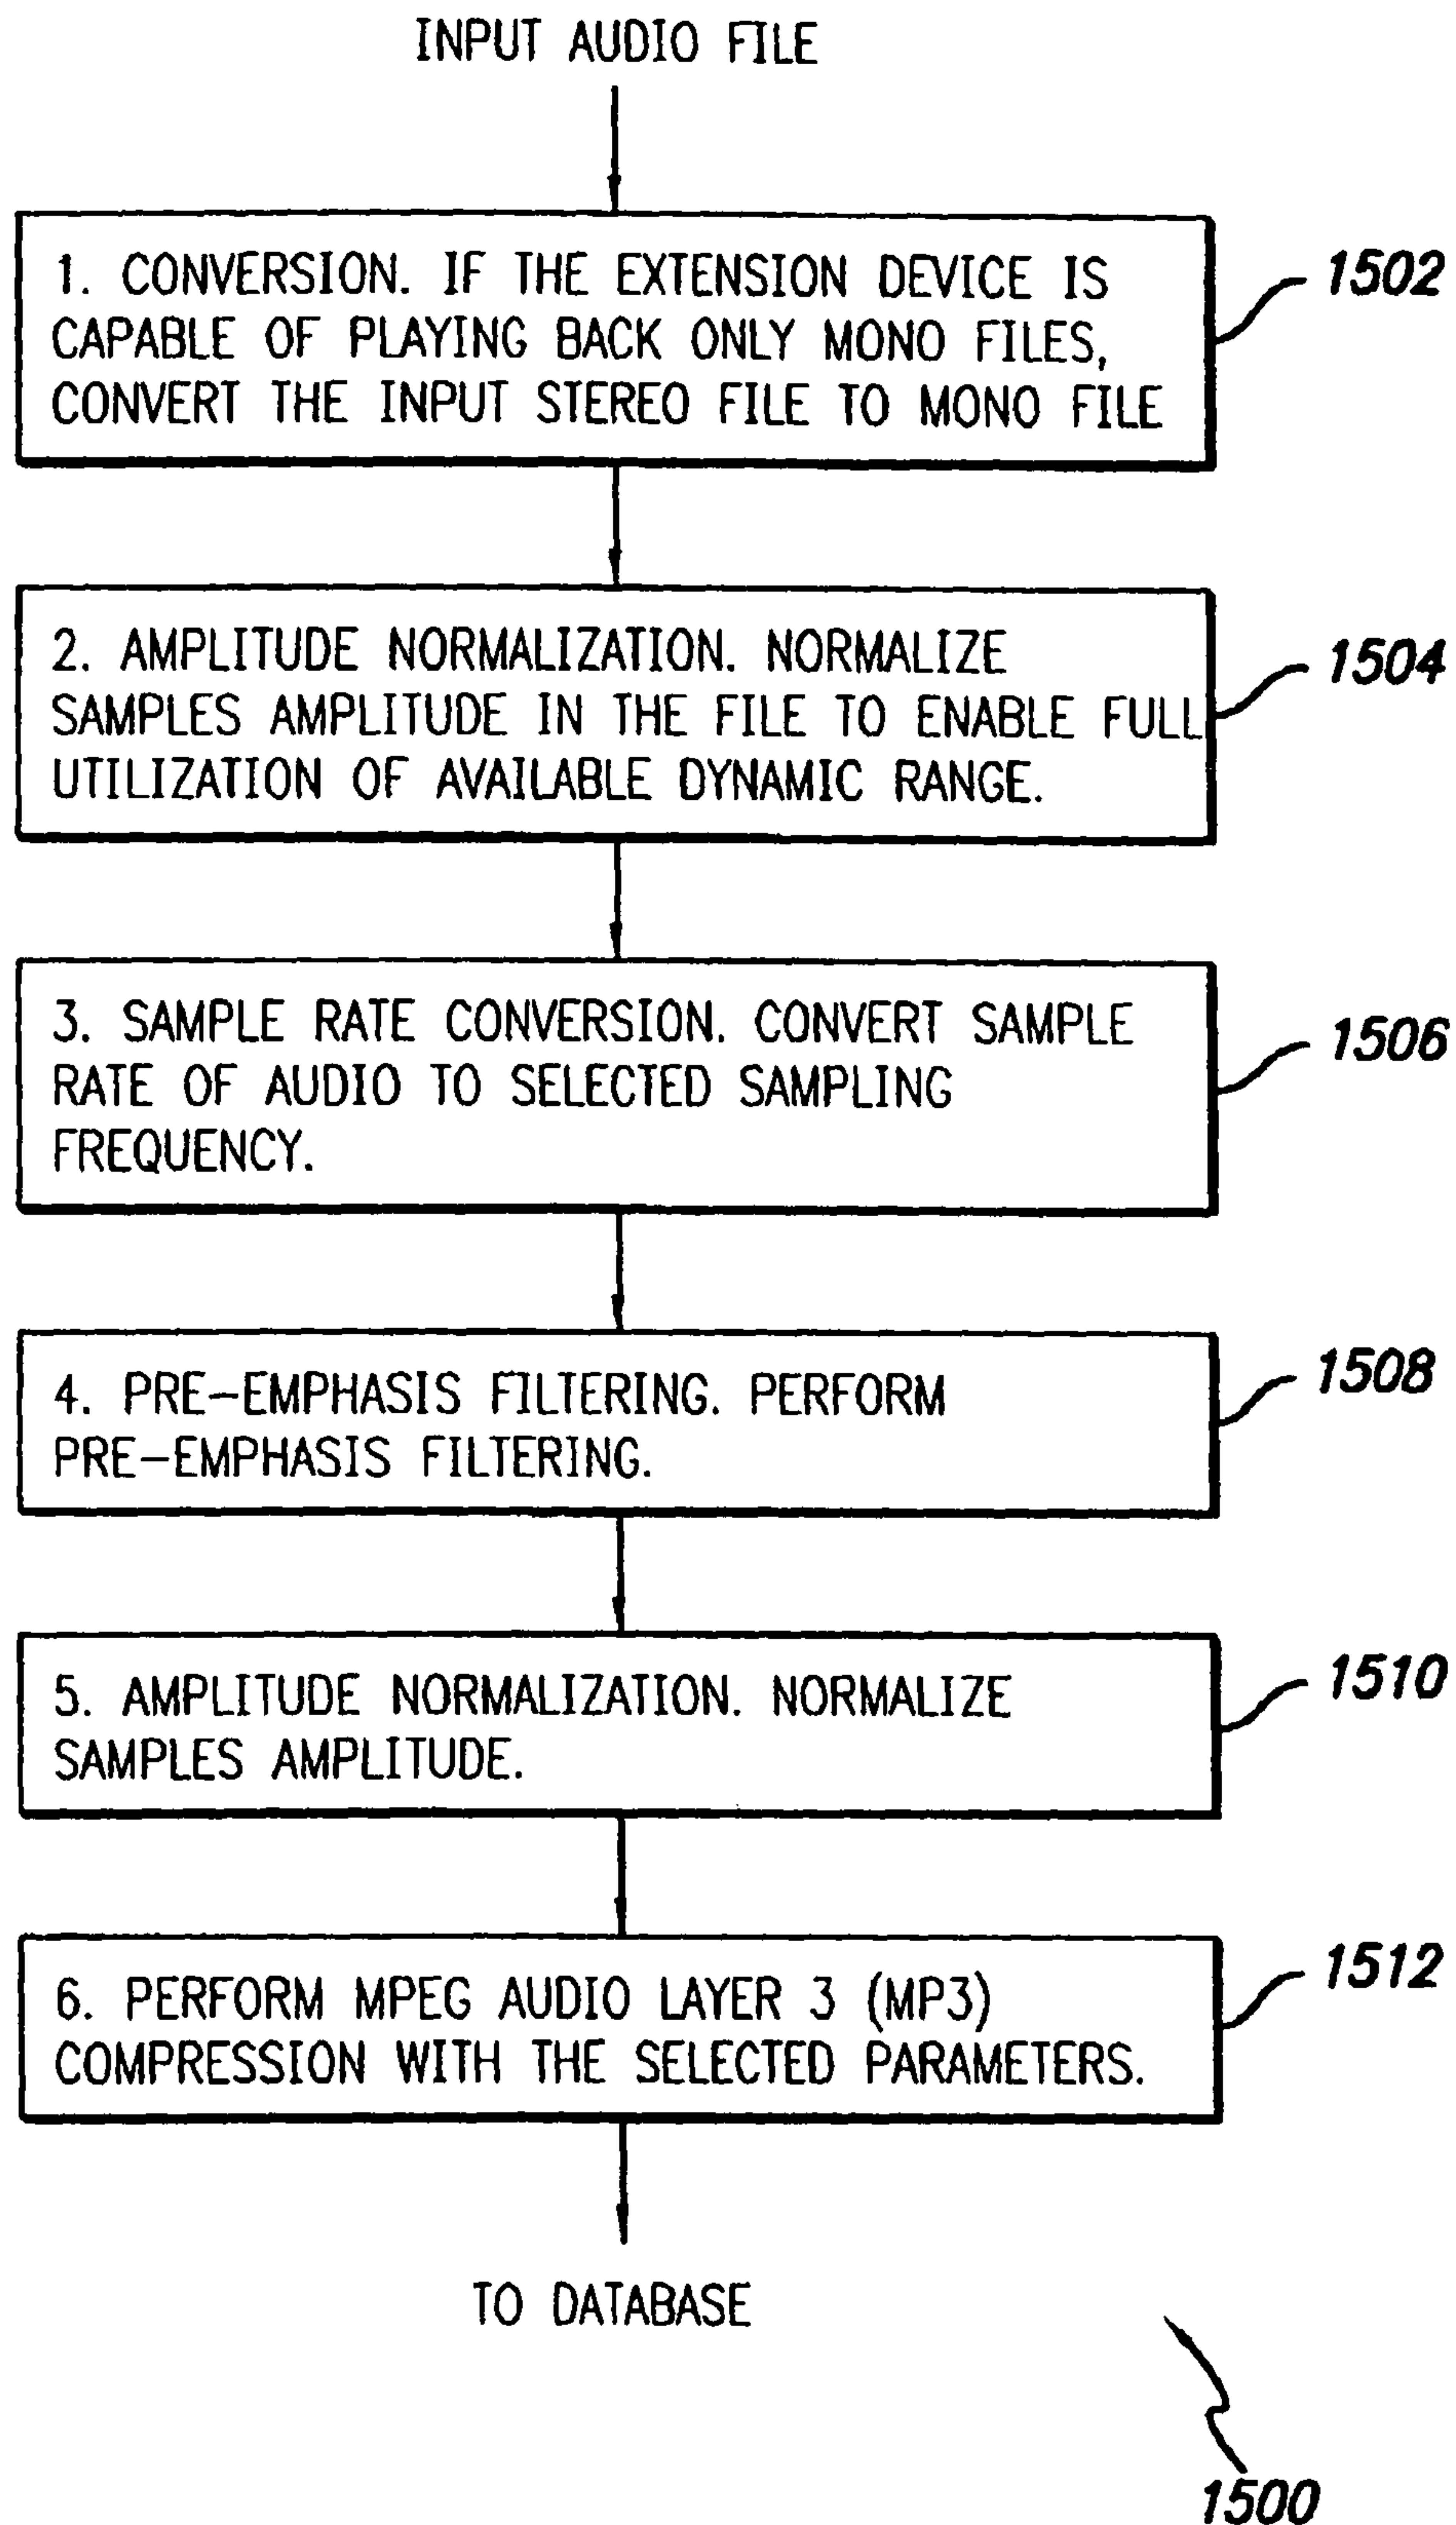 INPUT AUDIO FILE
1. CONVERSION. IF THE EXTENSION DEVICE IS
CAPABLE OF PLAYING BACK ONLY MONO FILES,
CONVERT THE INPUT STEREO FILE TO MONO FILE
1502
2. AMPLITUDE NORMALIZATION. NORMALIZE
SAMPLES AMPLITUDE IN THE FILE TO ENABLE FULL
UTILIZATION OF AVAILABLE DYNAMIC RANGE.
1504
3. SAMPLE RATE CONVERSION. CONVERT SAMPLE
RATE OF AUDIO TO SELECTED SAMPLING
FREQUENCY.
1506
4. PRE-EMPHASIS FILTERING. PERFORM
PRE-EMPHASIS FILTERING.
1508
5. AMPLITUDE NORMALIZATION. NORMALIZE
SAMPLES AMPLITUDE.
1510
6. PERFORM MPEG AUDIO LAYER 3 (MP3)
COMPRESSION WITH THE SELECTED PARAMETERS.
1512
TO DATABASE
1500